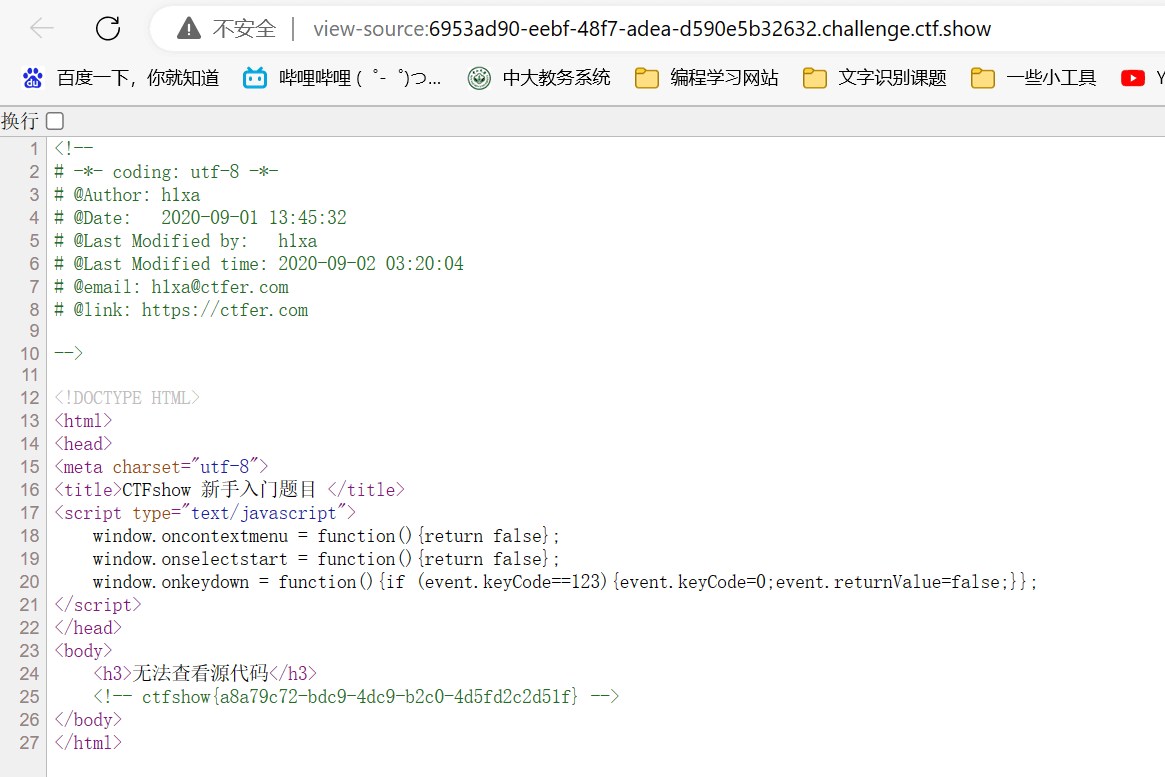 不安全 view-source:6953ad90-eebf-48f7-adea-d590e5b32632.challenge.ctf.show
百度一下，你就知道 哔哩哔哩 ( ゜- ゜)つ... 中大教务系统 编程学习网站 文字识别课题 一些小工具 Y
换行
1 <!--
2 # -*- coding: utf-8 -*-
3 # @Author: h1xa
4 # @Date:   2020-09-01 13:45:32
5 # @Last Modified by:   h1xa
6 # @Last Modified time: 2020-09-02 03:20:04
7 # @email: h1xa@ctfer.com
8 # @link: https://ctfer.com
9
10 -->
11
12 <!DOCTYPE HTML>
13 <html>
14 <head>
15 <meta charset="utf-8">
16 <title>CTFshow 新手入门题目 </title>
17 <script type="text/javascript">
18     window.oncontextmenu = function(){return false};
19     window.onselectstart = function(){return false};
20     window.onkeydown = function(){if (event.keyCode==123){event.keyCode=0;event.returnValue=false;}};
21 </script>
22 </head>
23 <body>
24     <h3>无法查看源代码</h3>
25     <!-- ctfshow{a8a79c72-bdc9-4dc9-b2c0-4d5fd2c2d51f} -->
26 </body>
27 </html>